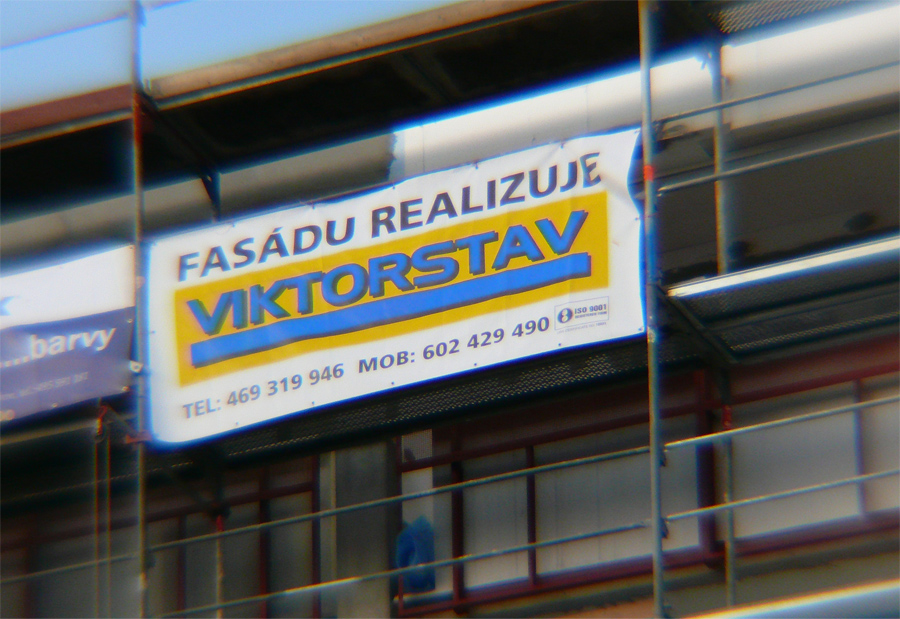 FASÁDU REALIZUJE
VIKTORSTAV
TEL: 469 319 946 MOB: 602 429 490
ISO 9001
...barvy